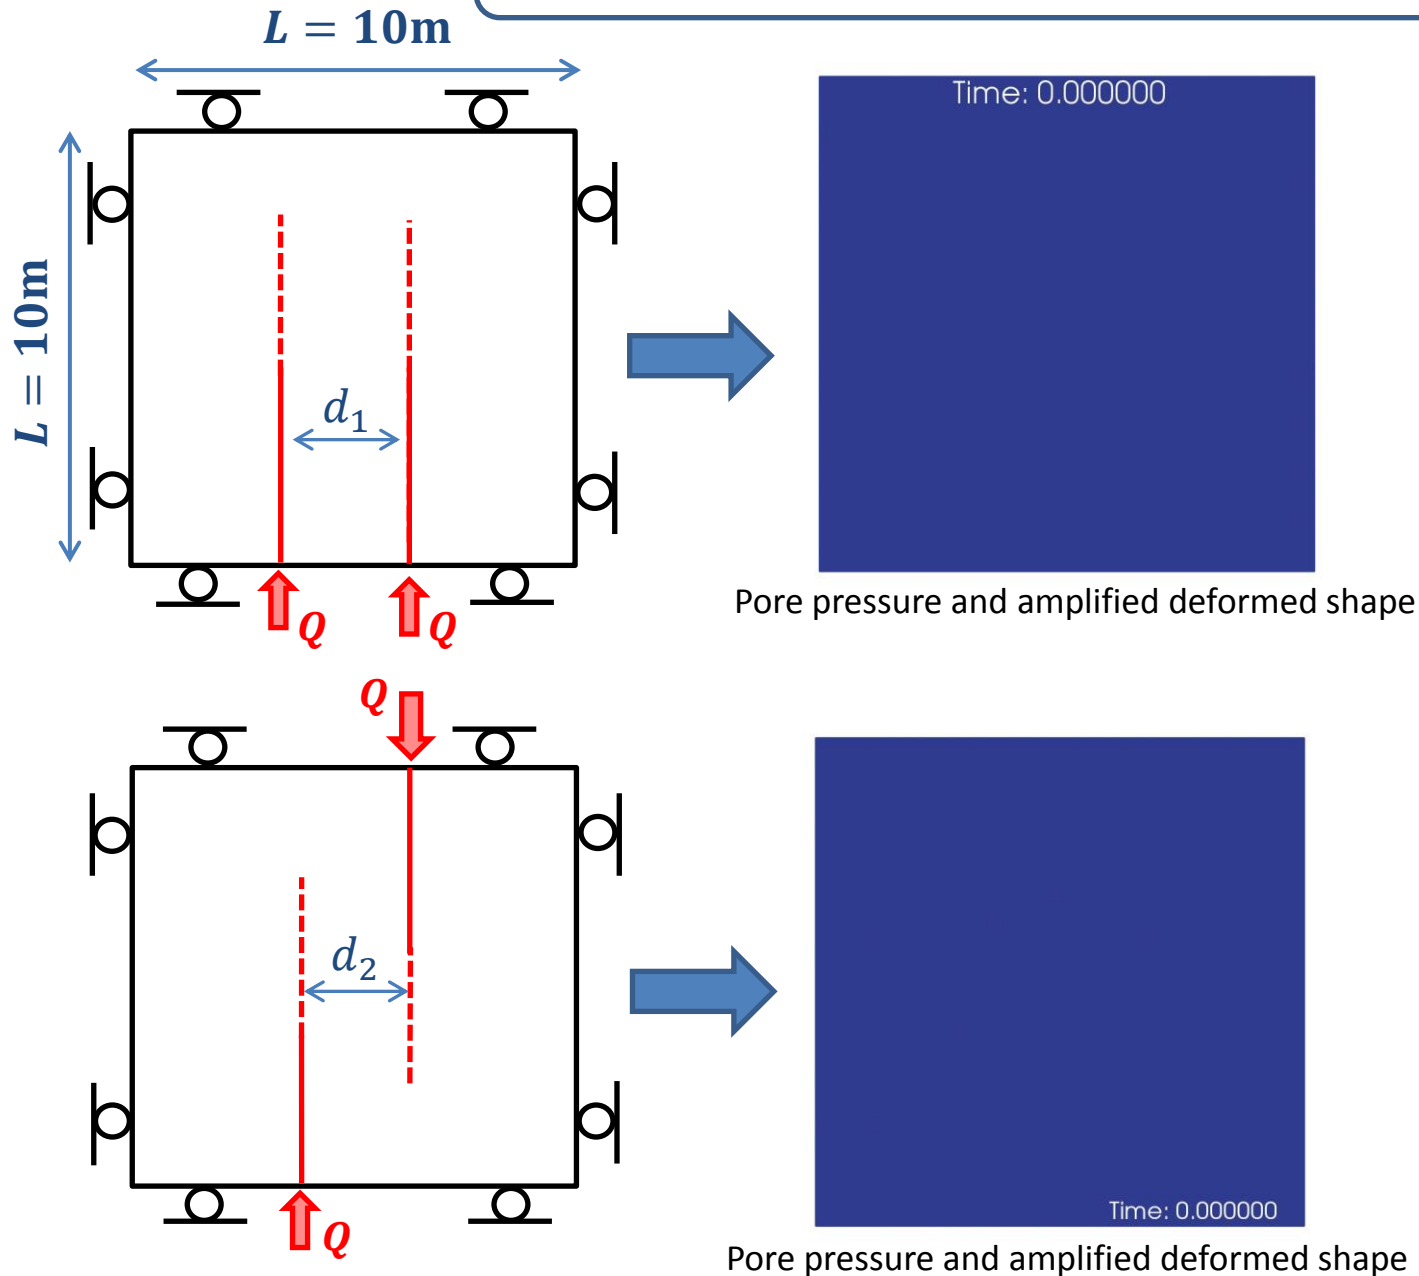 L = 10m
Time: 0.000000
L = 10m
d₁
Pore pressure and amplified deformed shape
Q
Q
Q
d₂
Time: 0.000000
Q
Pore pressure and amplified deformed shape